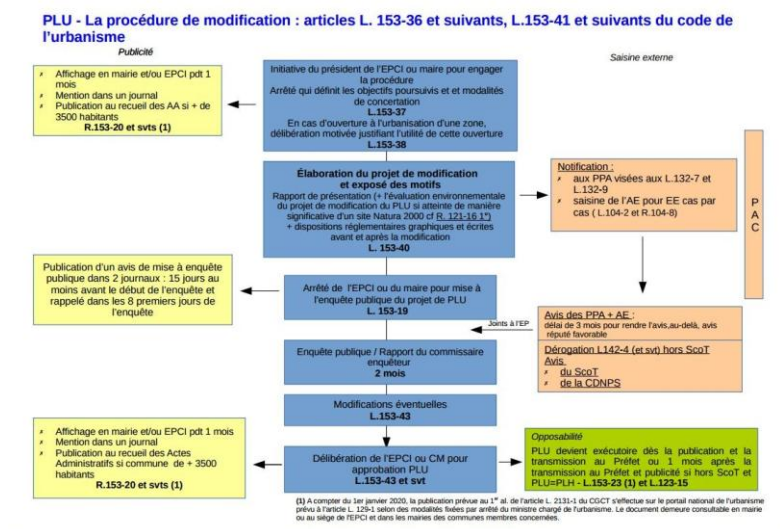 PLU - La procédure de modification : articles L. 153-36 et suivants, L.153-41 et suivants du code de
l'urbanisme
Publicité
Saisine externe
✗ Affichage en mairie et/ou EPCI pdt 1
mois
✗ Mention dans un journal
✗ Publication au recueil des AA si + de
3500 habitants
R.153-20 et svts (1)
Initiative du président de l'EPCI ou maire pour engager
la procédure
Arrêté qui définit les objectifs poursuivis et et modalités
de concertation
L.153-37
En cas d'ouverture à l'urbanisation d'une zone,
délibération motivée justifiant l'utilité de cette ouverture
L.153-38
Élaboration du projet de modification
et exposé des motifs
Rapport de présentation (+ l'évaluation environnementale
du projet de modification du PLU si atteinte de manière
significative d'un site Natura 2000 cf R. 121-16 1°)
+ dispositions réglementaires graphiques et écrites
avant et après la modification
L. 153-40
Notification :
✗ aux PPA visées aux L.132-7 et
L.132-9
✗ saisine de l'AE pour EE cas par
cas ( L.104-2 et R.104-8)
P
A
C
Publication d'un avis de mise à enquête
publique dans 2 journaux : 15 jours au
moins avant le début de l'enquête et
rappelé dans les 8 premiers jours de
l'enquête
Arrêté de l'EPCI ou du maire pour mise à
l'enquête publique du projet de PLU
L. 153-19
Joints à l'EP
Avis des PPA + AE :
délai de 3 mois pour rendre l'avis,au-delà, avis
réputé favorable
Dérogation L142-4 (et svt) hors ScoT
Avis
✗ du ScoT
✗ de la CDNPS
Enquête publique / Rapport du commissaire
enquêteur
2 mois
Modifications éventuelles
L.153-43
✗ Affichage en mairie et/ou EPCI pdt 1 mois
✗ Mention dans un journal
✗ Publication au recueil des Actes
Administratifs si commune de + 3500
habitants
R.153-20 et svts (1)
Délibération de l'EPCI ou CM pour
approbation PLU
L.153-43 et svt
Opposabilité
PLU devient exécutoire dès la publication et la
transmission au Préfet ou 1 mois après la
transmission au Préfet et publicité si hors ScoT et
PLU=PLH - L.153-23 (1) et L.123-15
(1) A compter du 1er janvier 2020, la publication prévue au 1er al. de l'article L. 2131-1 du CGCT s'effectue sur le portail national de l'urbanisme
prévu à l'article L. 129-1 selon des modalités fixées par arrêté du ministre chargé de l'urbanisme. Le document demeure consultable en mairie
ou au siège de l'EPCI et dans les mairies des communes membres concernées.